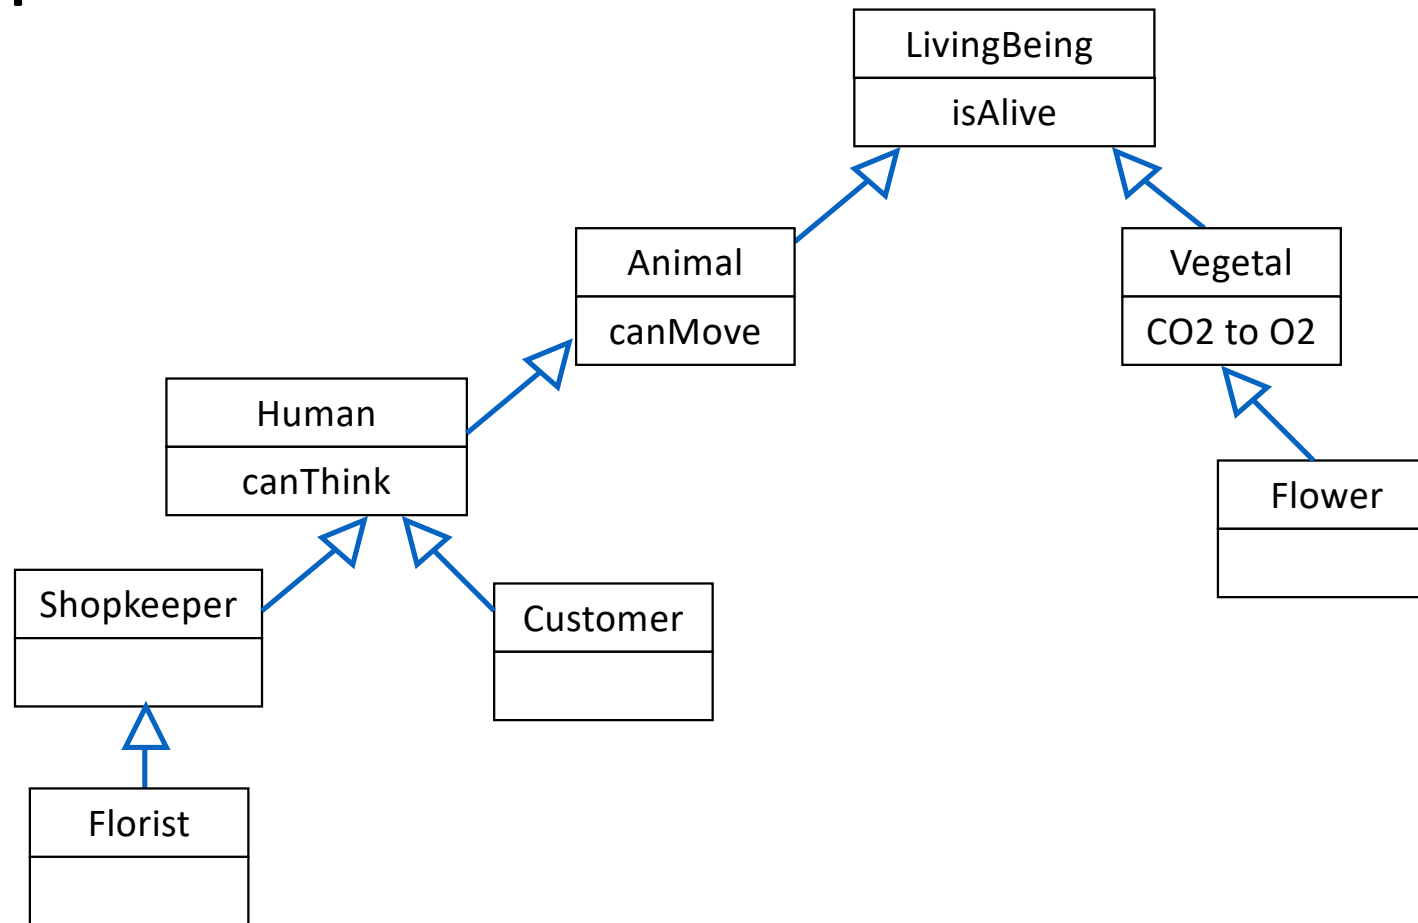 LivingBeing
isAlive
Animal
canMove
Vegetal
CO2 to O2
Human
canThink
Flower
Shopkeeper
Customer
Florist